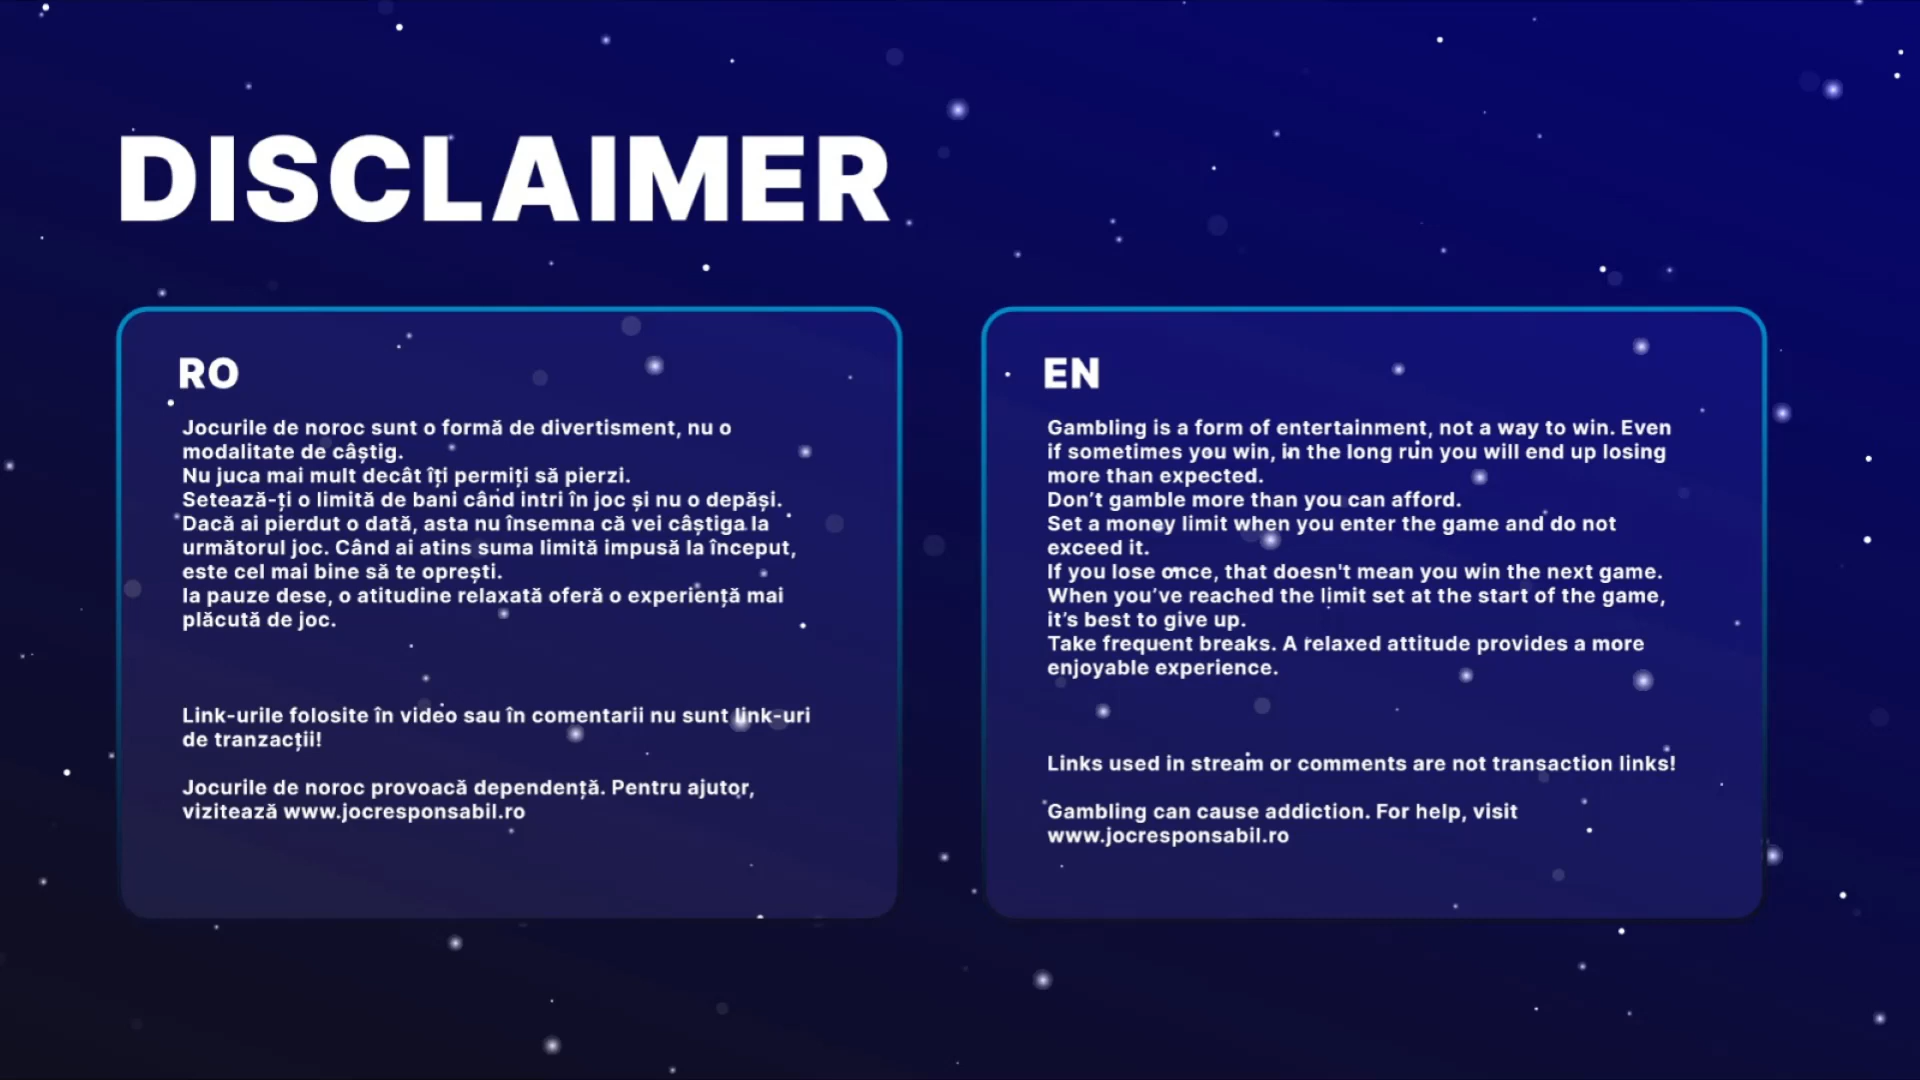 DISCLAIMER
RO
Jocurile de noroc sunt o formă de divertisment, nu o
modalitate de câștig.
Nu juca mai mult decât îți permiți să pierzi.
Setează-ți o limită de bani când intri în joc și nu o depăși.
Dacă ai pierdut o dată, asta nu însemna că vei câștiga la
următorul joc. Când ai atins suma limită impusă la început,
este cel mai bine să te oprești.
Ia pauze dese, o atitudine relaxată oferă o experiență mai
plăcută de joc.
Link-urile folosite în video sau în comentarii nu sunt link-uri
de tranzacții!
Jocurile de noroc provoacă dependență. Pentru ajutor,
vizitează www.jocresponsabil.ro
EN
Gambling is a form of entertainment, not a way to win. Even
if sometimes you win, in the long run you will end up losing
more than expected.
Don’t gamble more than you can afford.
Set a money limit when you enter the game and do not
exceed it.
If you lose once, that doesn't mean you win the next game.
When you’ve reached the limit set at the start of the game,
it’s best to give up.
Take frequent breaks. A relaxed attitude provides a more
enjoyable experience.
Links used in stream or comments are not transaction links!
Gambling can cause addiction. For help, visit
www.jocresponsabil.ro